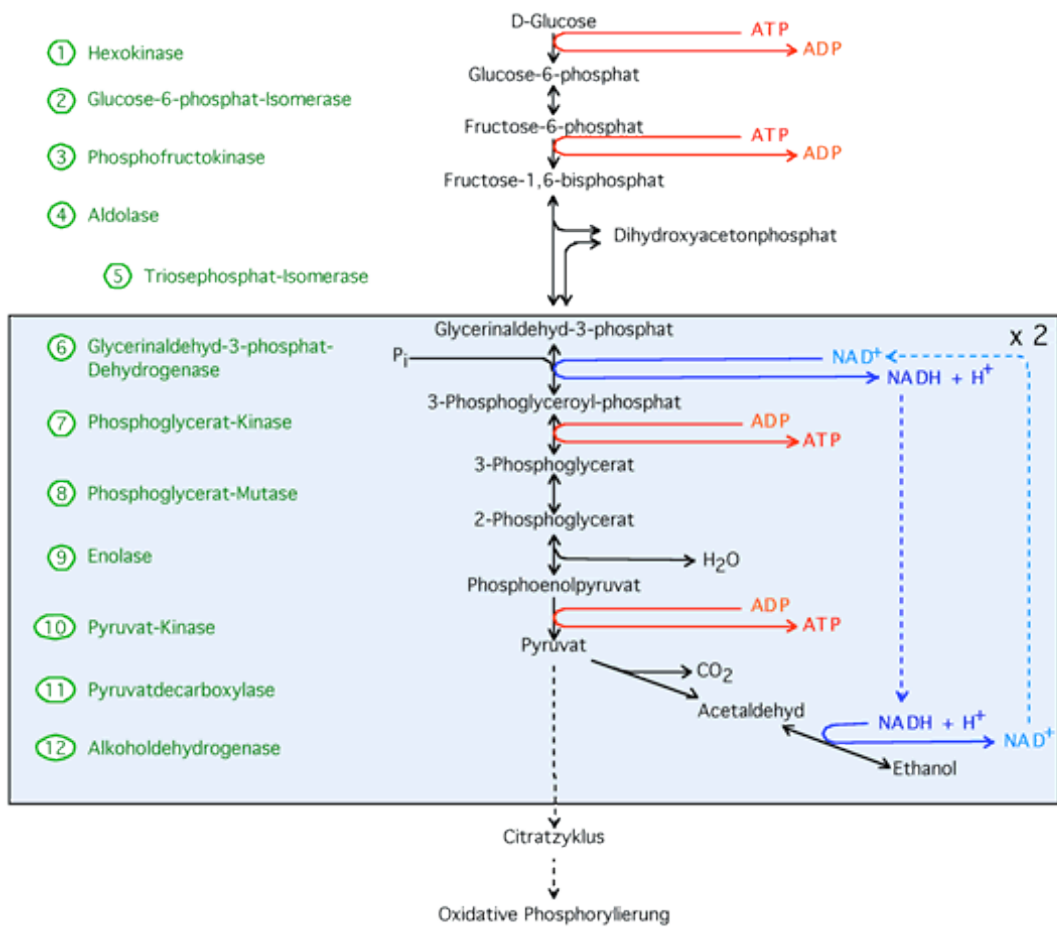 D-Glucose
ATP
1 Hexokinase
ADP
Glucose-6-phosphat
2 Glucose-6-phosphat-Isomerase
Fructose-6-phosphat
ATP
3 Phosphofructokinase
ADP
Fructose-1,6-bisphosphat
4 Aldolase
Dihydroxyacetonphosphat
5 Triosephosphat-Isomerase
Glycerinaldehyd-3-phosphat
x 2
6 Glycerinaldehyd-3-phosphat-
Dehydrogenase
Pi
NAD+
NADH + H+
3-Phosphoglyceroyl-phosphat
7 Phosphoglycerat-Kinase
ADP
ATP
3-Phosphoglycerat
8 Phosphoglycerat-Mutase
2-Phosphoglycerat
9 Enolase
H2O
Phosphoenolpyruvat
ADP
10 Pyruvat-Kinase
ATP
Pyruvat
CO2
11 Pyruvatdecarboxylase
Acetaldehyd
NADH + H+
12 Alkoholdehydrogenase
NAD+
Ethanol
Citratzyklus
Oxidative Phosphorylierung